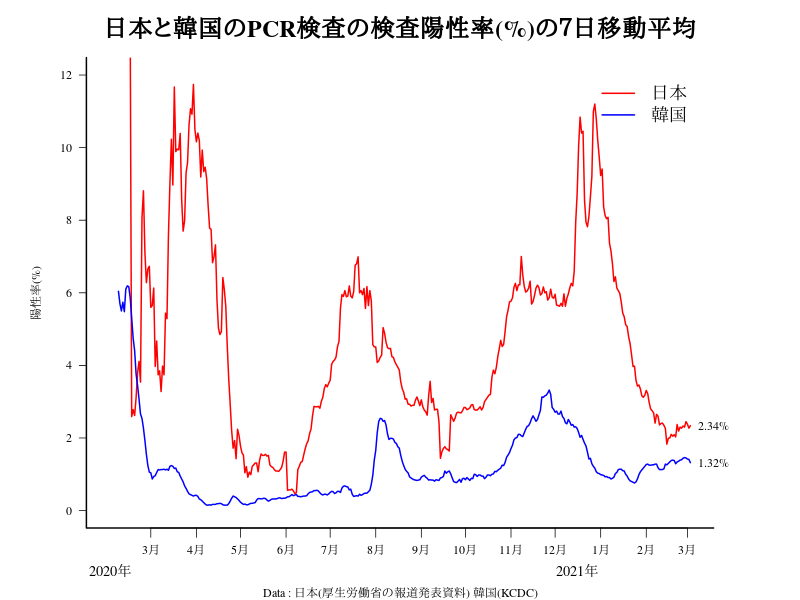 日本と韓国のPCR検査の検査陽性率(%)の7日移動平均
日本
韓国
陽性率(%)
12
10
8
6
4
2
0
2.34%
1.32%
3月 4月 5月 6月 7月 8月 9月 10月 11月 12月 1月 2月 3月
2020年 2021年
Data : 日本(厚生労働省の報道発表資料) 韓国(KCDC)